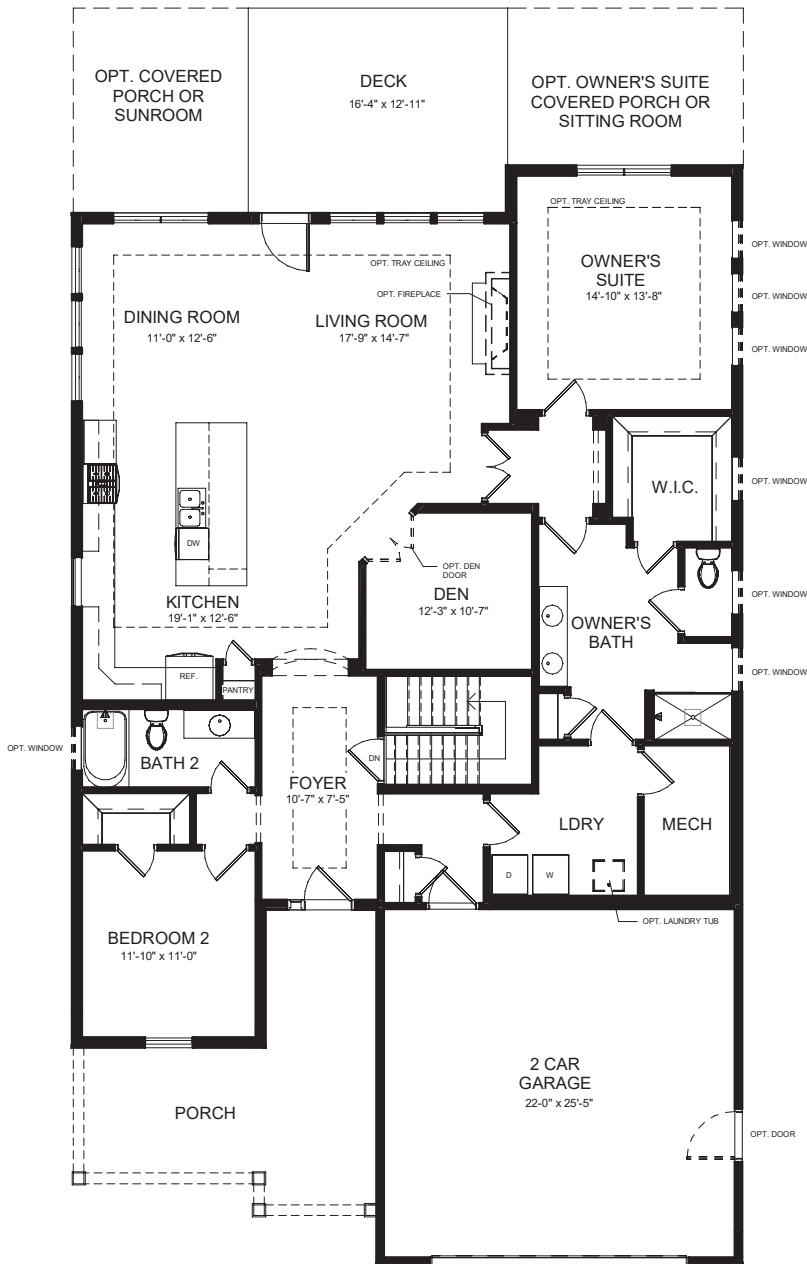 OPT. COVERED
PORCH OR
SUNROOM
DECK
16'-4" x 12'-11"
OPT. OWNER'S SUITE
COVERED PORCH OR
SITTING ROOM
OPT. TRAY CEILING
OPT. TRAY CEILING
OPT. FIREPLACE
OWNER'S
SUITE
14'-10" x 13'-8"
OPT. WINDOW
OPT. WINDOW
OPT. WINDOW
DINING ROOM
11'-0" x 12'-6"
LIVING ROOM
17'-9" x 14'-7"
W.I.C.
OPT. WINDOW
DW
OPT. DEN
DOOR
DEN
12'-3" x 10'-7"
KITCHEN
19'-1" x 12'-6"
OWNER'S
BATH
OPT. WINDOW
OPT. WINDOW
REF.
PANTRY
OPT. WINDOW
BATH 2
DN
FOYER
10'-7" x 7'-5"
LDRY
MECH
D
W
OPT. LAUNDRY TUB
BEDROOM 2
11'-10" x 11'-0"
2 CAR
GARAGE
22-0" x 25'-5"
PORCH
OPT. DOOR